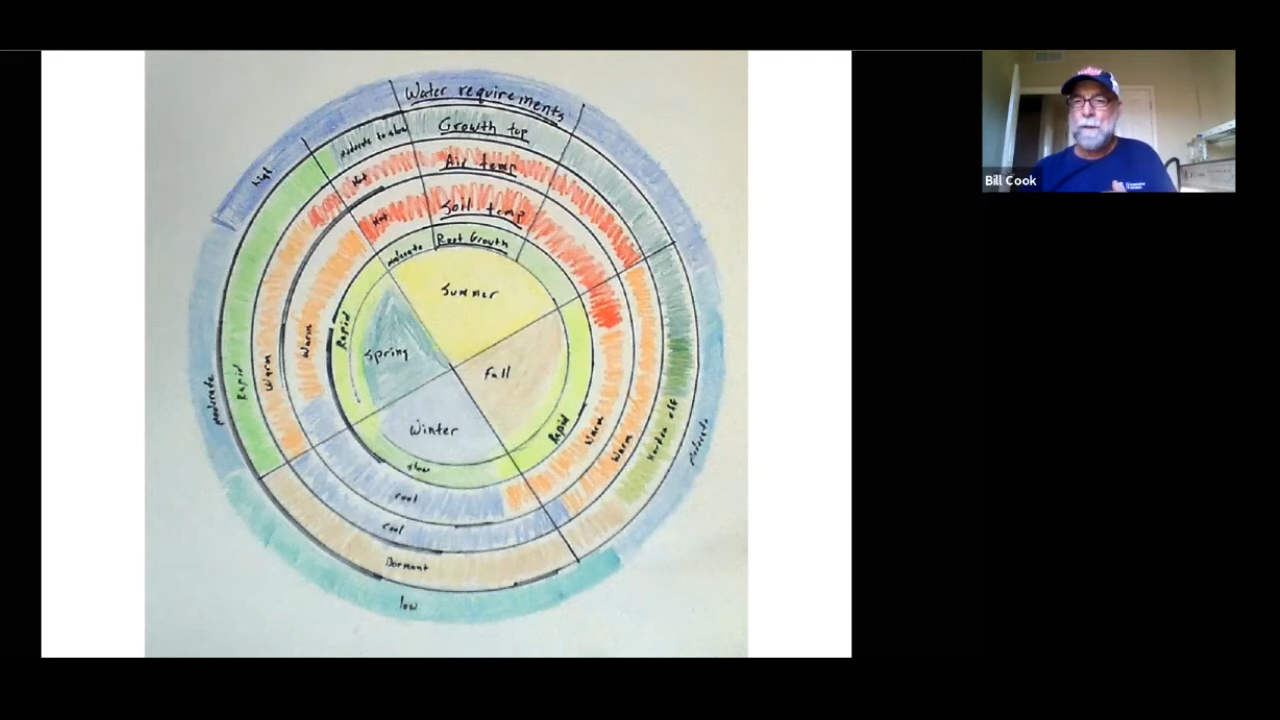 Water requirements
Growth top
Air temp
Soil temp
Root Growth
high
moderate to slow
Hot
Hot
moderate
Summer
Rapid
Spring
Fall
Winter
Warm
Warm
Rapid
moderate
Rapid
Warm
Warm
Harden off
moderate
slow
cool
cool
Dormant
low
Bill Cook